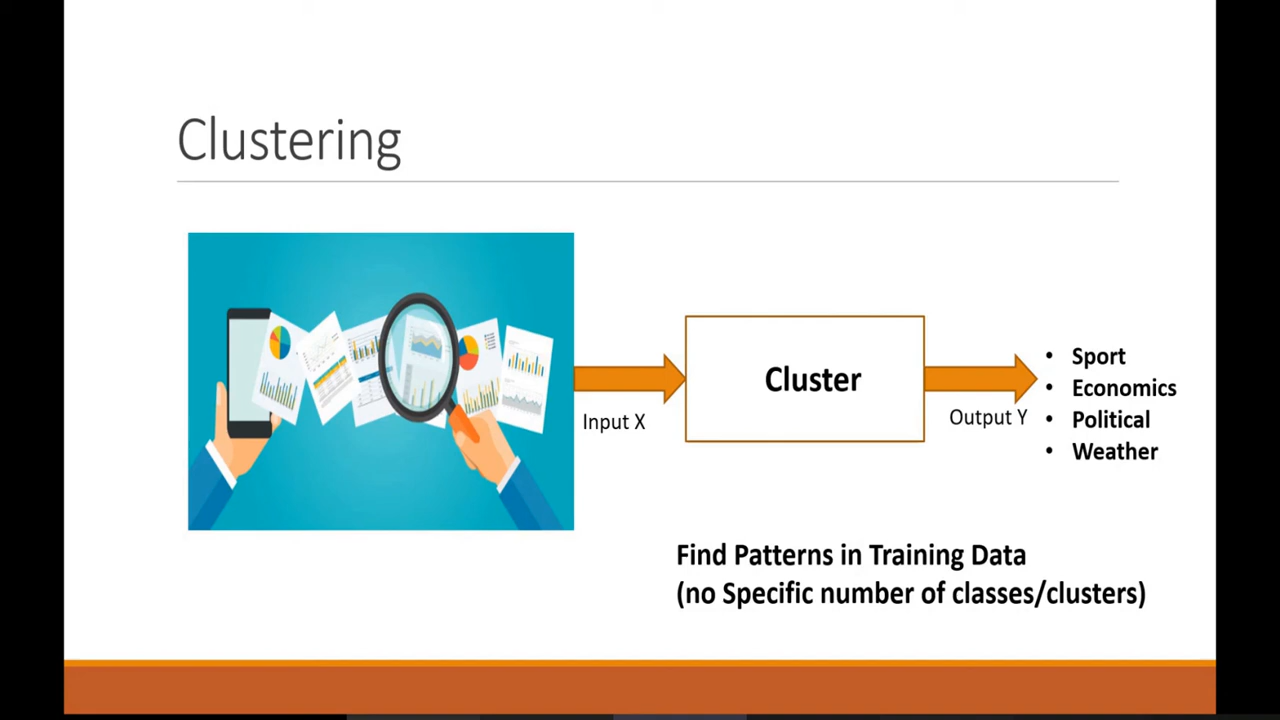 Clustering
Input X
Cluster
Output Y
• Sport
• Economics
• Political
• Weather
Find Patterns in Training Data
(no Specific number of classes/clusters)